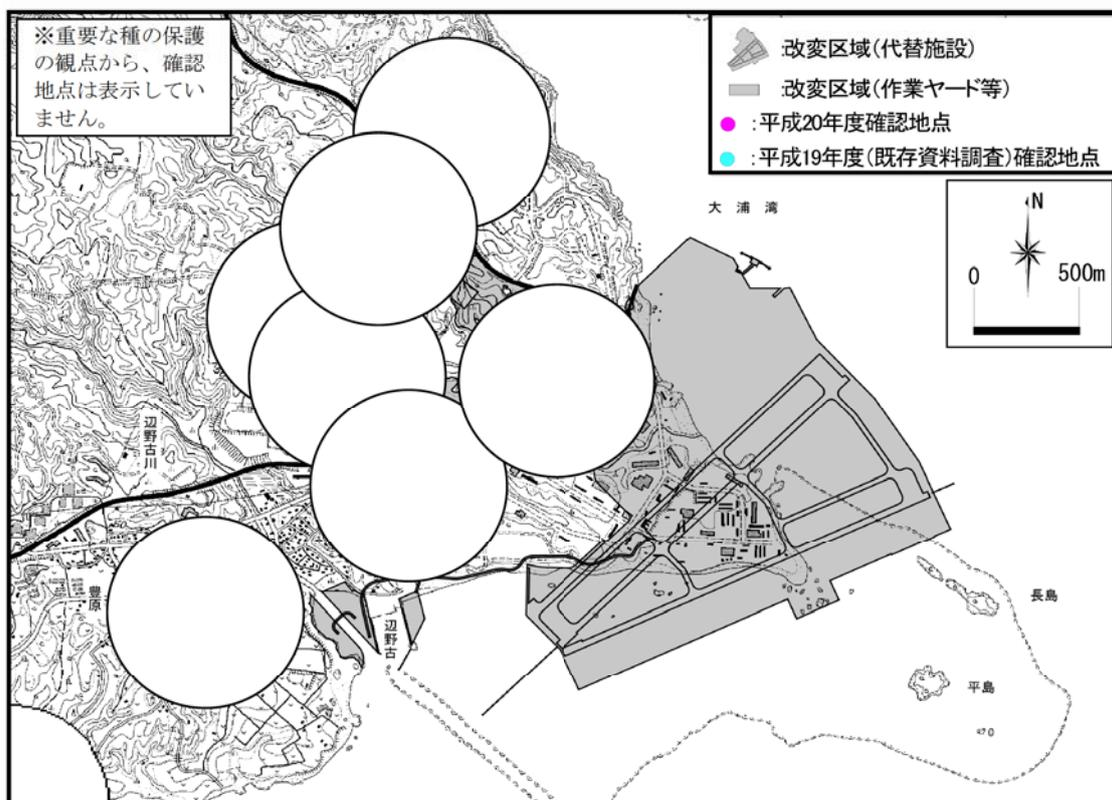 ※重要な種の保護
の観点から、確認
地点は表示してい
ません。
:改変区域(代替施設)
:改変区域(作業ヤード等)
:平成20年度確認地点
:平成19年度(既存資料調査)確認地点
大浦湾
N
0 500m
辺野古川
豊原
辺野古
長島
平島